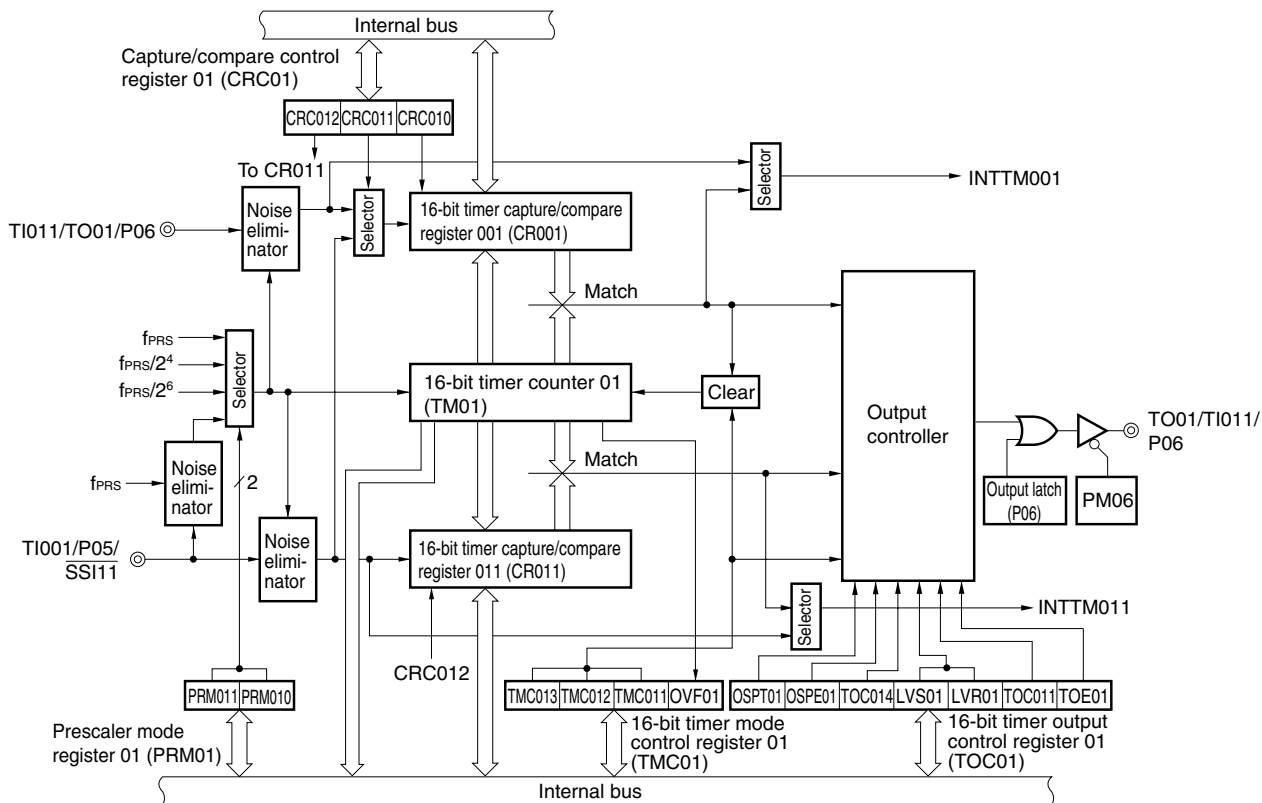 Internal bus
Capture/compare control
register 01 (CRC01)
CRC012 CRC011 CRC010
To CR011
Selector
INTTM001
Noise
elimi-
nator
Selector
16-bit timer capture/compare
register 001 (CR001)
TI011/TO01/P06
Match
fPRS
fPRS/2⁴
fPRS/2⁶
Selector
16-bit timer counter 01
(TM01)
Clear
Output
controller
TO01/TI011/
P06
fPRS
Noise
elimi-
nator
2
Match
Output latch
(P06)
PM06
TI001/P05/
SSI11
Noise
elimi-
nator
16-bit timer capture/compare
register 011 (CR011)
Selector
INTTM011
CRC012
PRM011 PRM010
TMC013 TMC012 TMC011 OVF01
OSPT01 OSPE01 TOC014 LVS01 LVR01 TOC011 TOE01
Prescaler mode
register 01 (PRM01)
16-bit timer mode
control register 01
(TMC01)
16-bit timer output
control register 01
(TOC01)
Internal bus